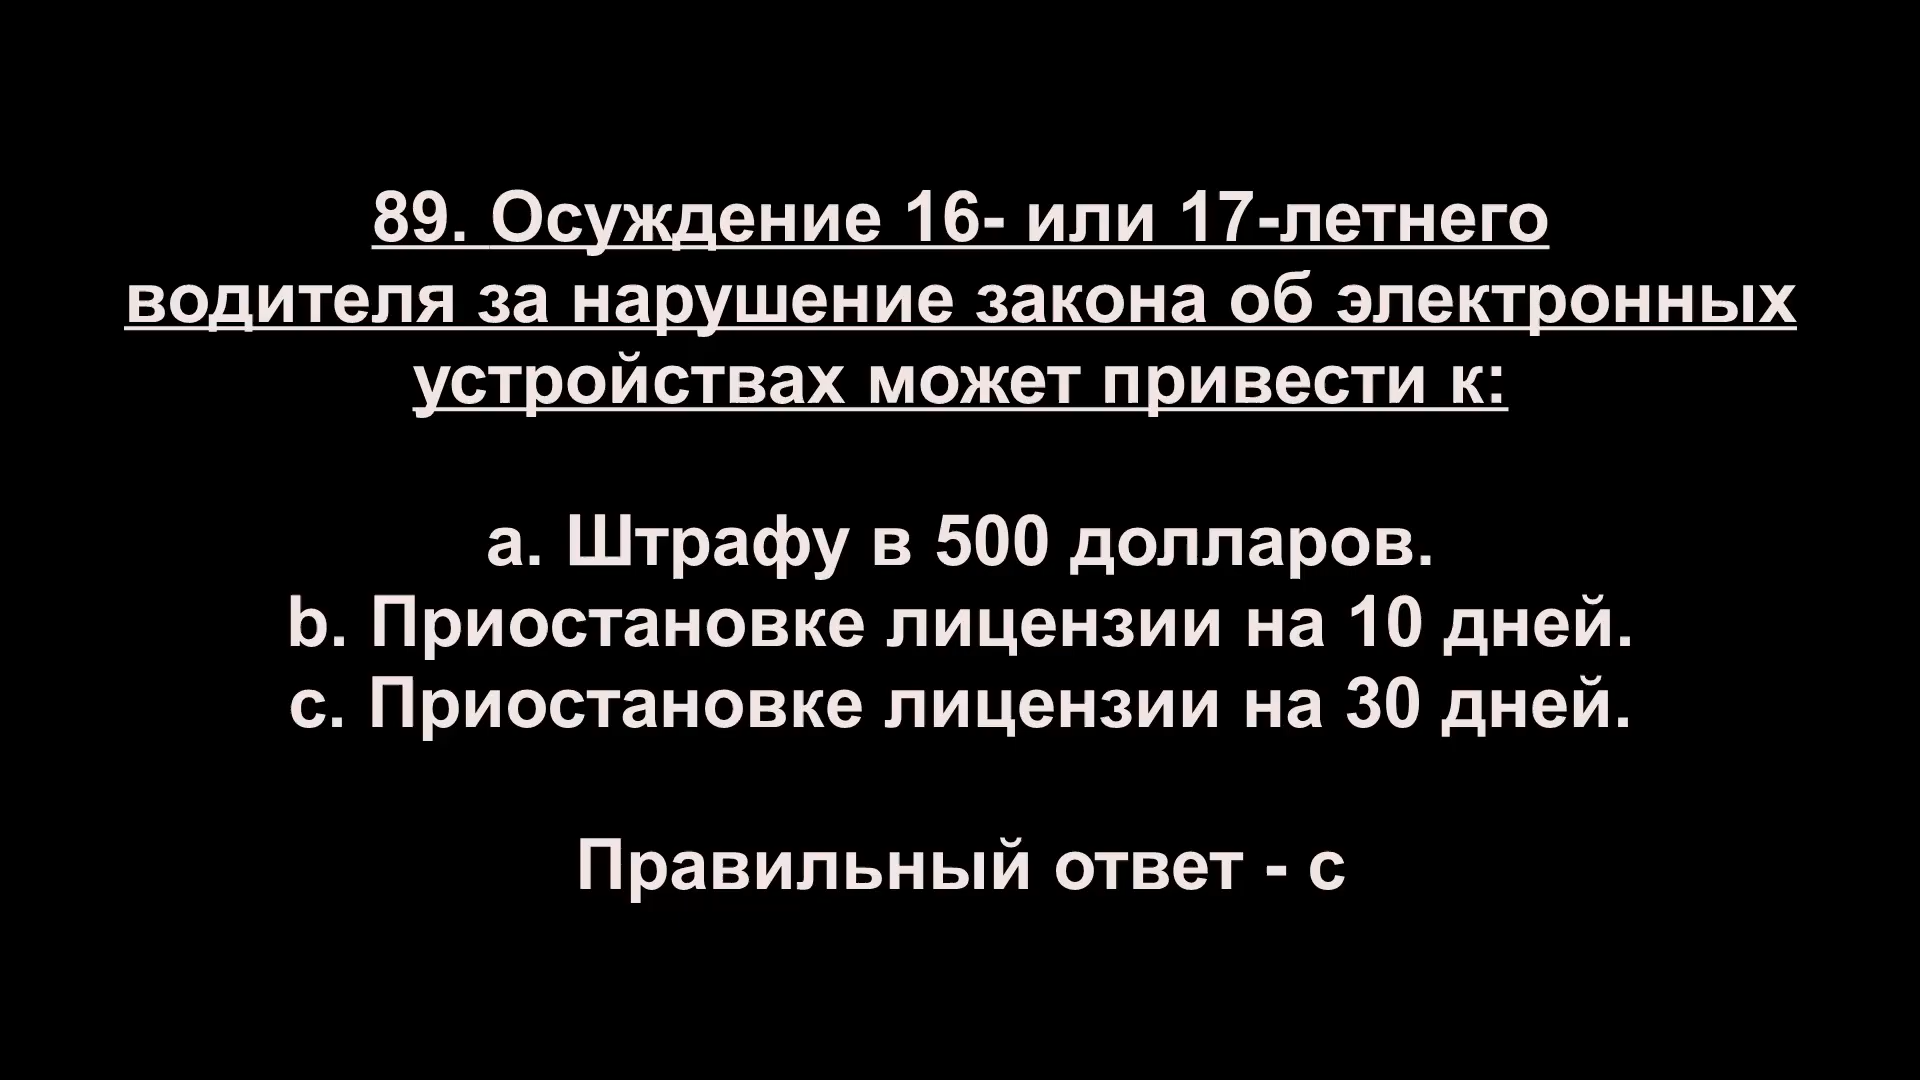 89. Осуждение 16- или 17-летнего
водителя за нарушение закона об электронных
устройствах может привести к:
a. Штрафу в 500 долларов.
b. Приостановке лицензии на 10 дней.
c. Приостановке лицензии на 30 дней.
Правильный ответ - c